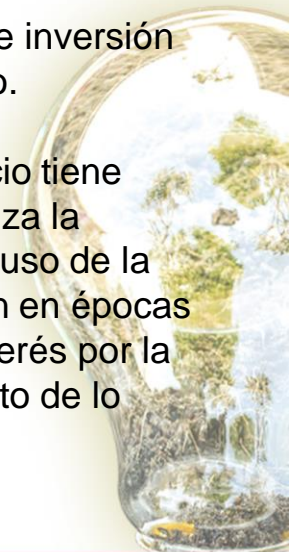 e inversión
o.
cio tiene
za la
uso de la
n en épocas
erés por la
to de lo